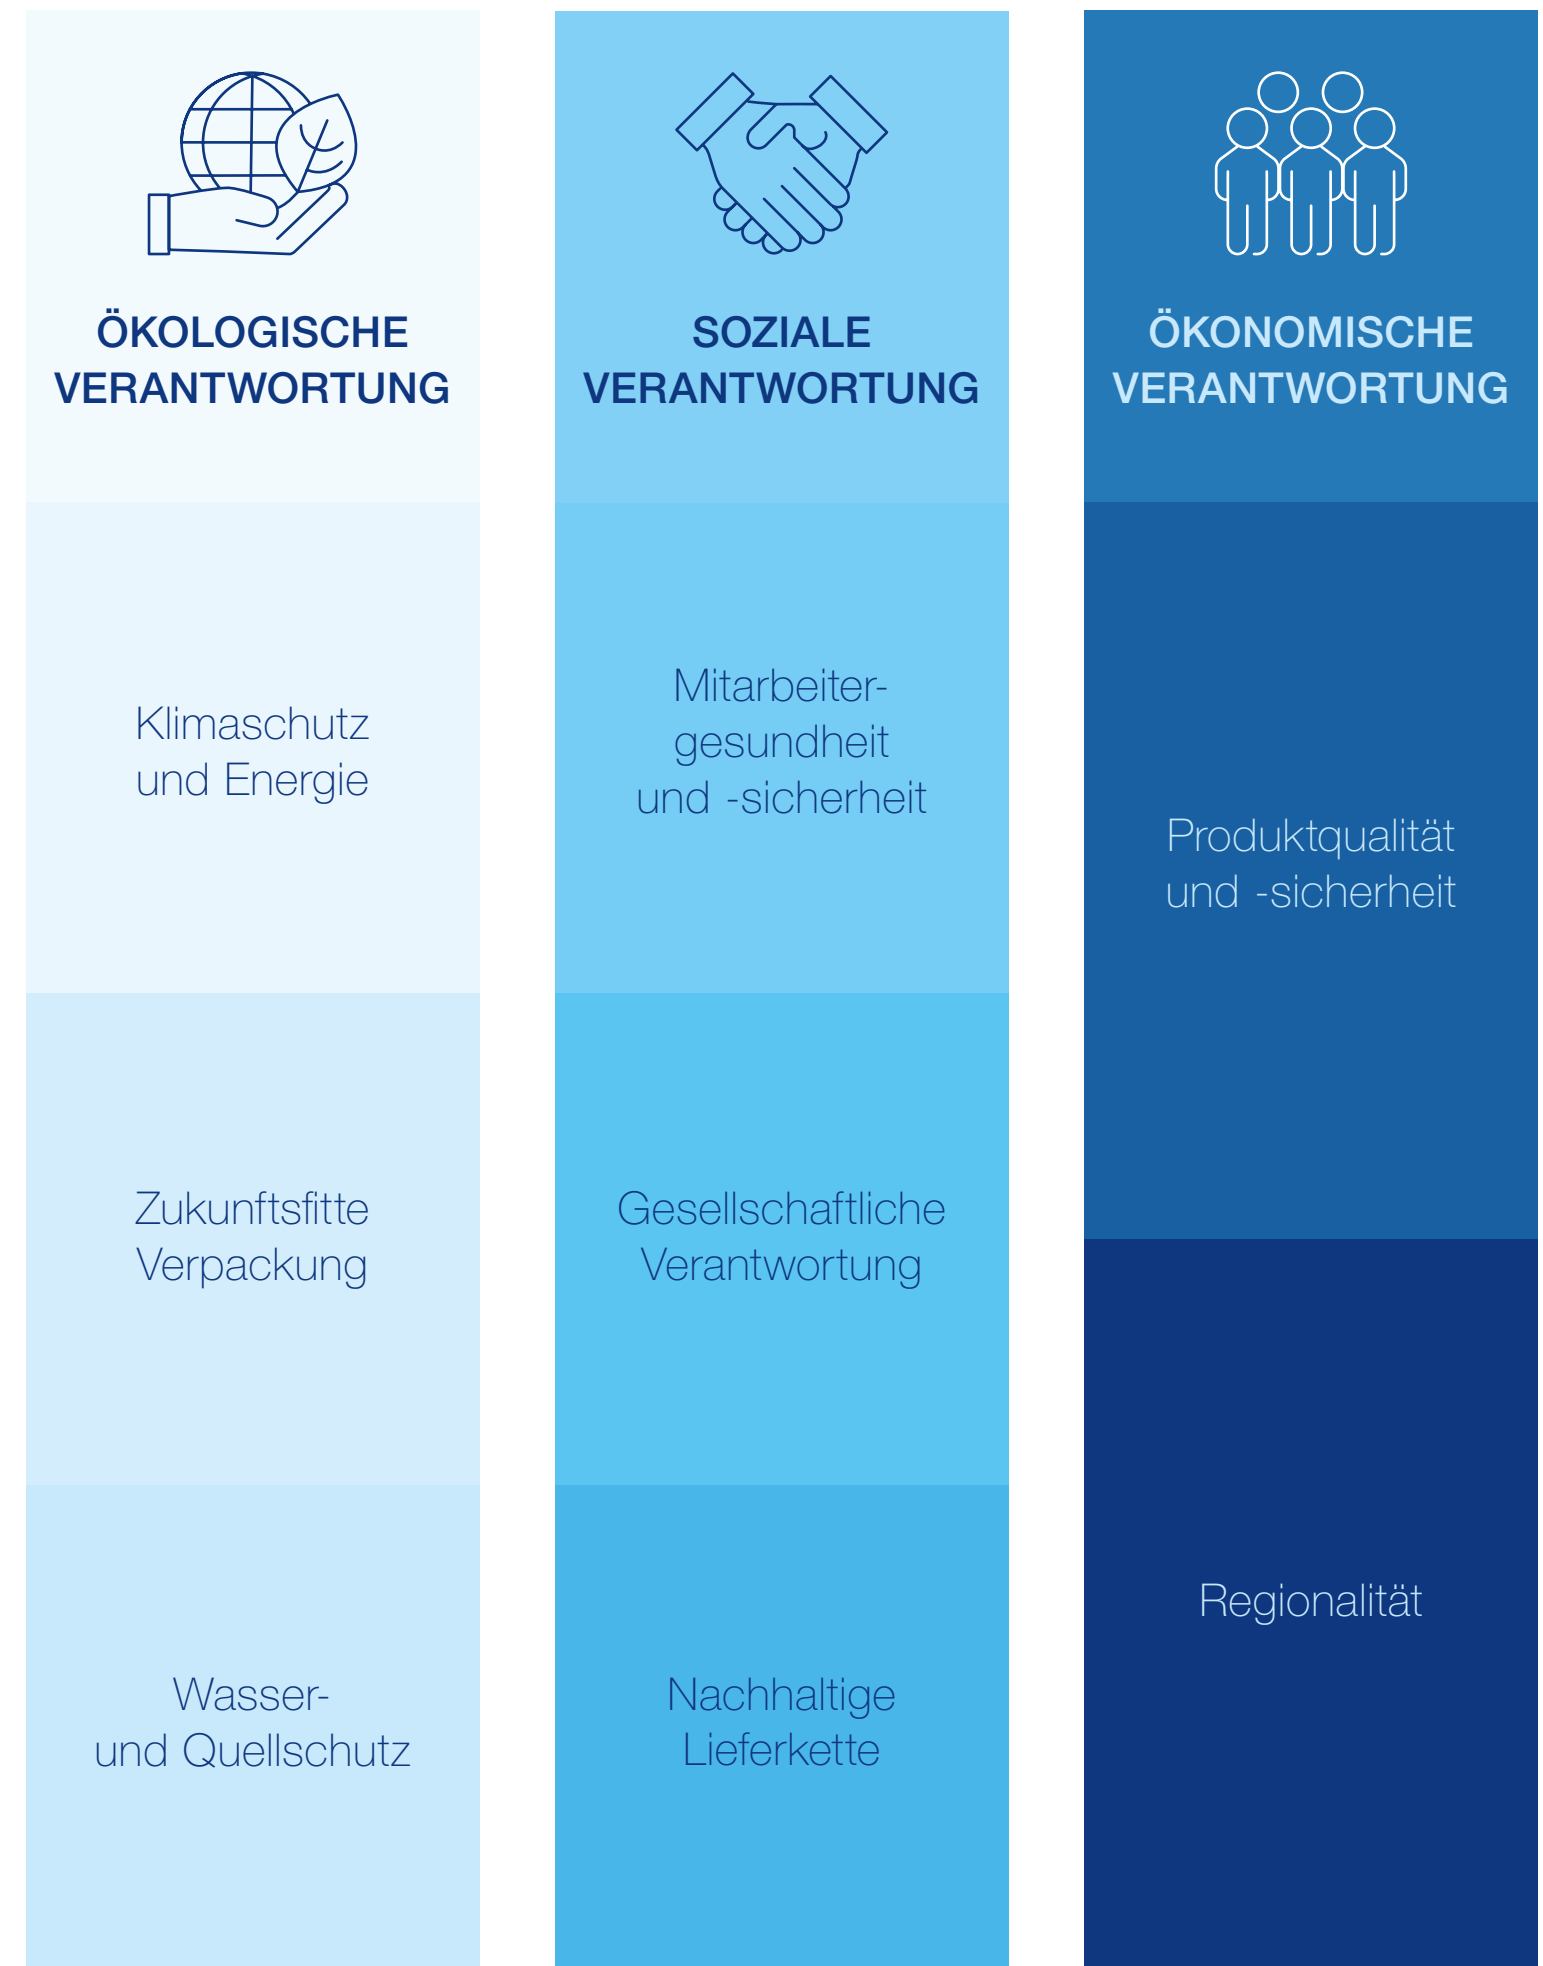 ÖKOLOGISCHE
VERANTWORTUNG
Klimaschutz
und Energie
Zukunftsfitte
Verpackung
Wasser-
und Quellschutz
SOZIALE
VERANTWORTUNG
Mitarbeiter-
gesundheit
und -sicherheit
Gesellschaftliche
Verantwortung
Nachhaltige
Lieferkette
ÖKONOMISCHE
VERANTWORTUNG
Produktqualität
und -sicherheit
Regionalität